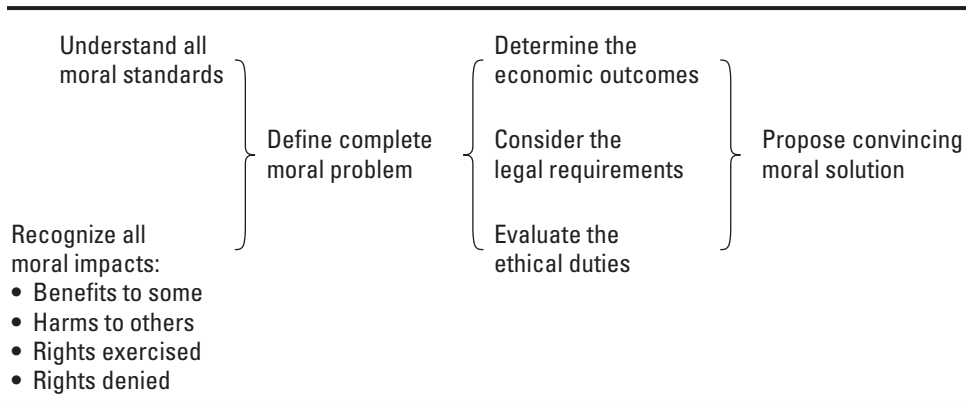 Understand all
moral standards
Recognize all
moral impacts:
• Benefits to some
• Harms to others
• Rights exercised
• Rights denied
Define complete
moral problem
Determine the
economic outcomes
Consider the
legal requirements
Evaluate the
ethical duties
Propose convincing
moral solution